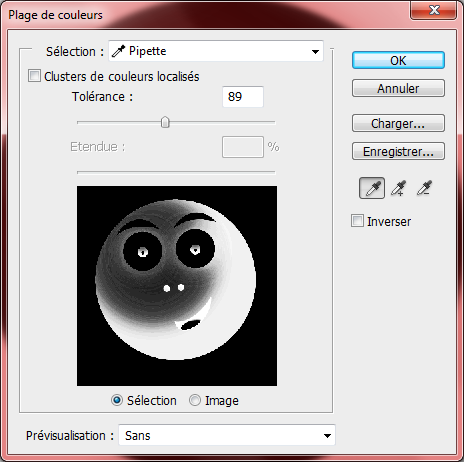 Plage de couleurs
Sélection : Pipette
Clusters de couleurs localisés
Tolérance : 89
Etendue : %
Sélection Image
Prévisualisation : Sans
OK
Annuler
Charger...
Enregistrer...
Inverser